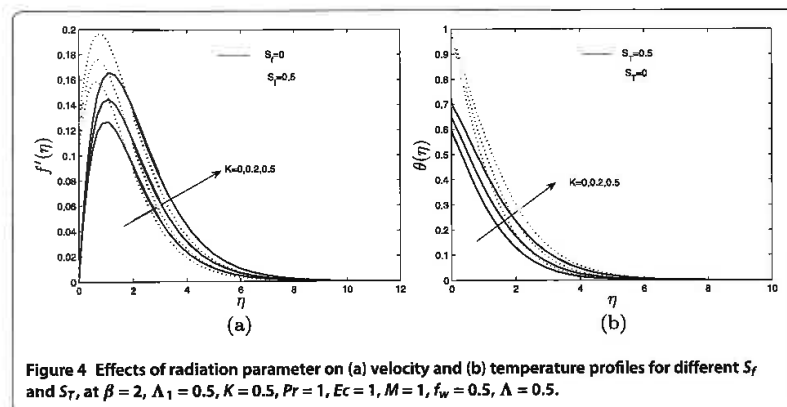 0.2
0.18
0.16
0.14
0.12
0.1
0.08
0.06
0.04
0.02
0
f′(η)
S_f=0
S_f=0.5
K=0,0.2,0.5
0 2 4 6 8 10 12
η
(a)
1
0.9
0.8
0.7
0.6
0.5
0.4
0.3
0.2
0.1
0
θ(η)
S_T=0.5
S_T=0
K=0,0.2,0.5
0 2 4 6 8 10
η
(b)
Figure 4 Effects of radiation parameter on (a) velocity and (b) temperature profiles for different S_f
and S_T, at β = 2, Λ₁ = 0.5, K = 0.5, Pr = 1, Ec = 1, M = 1, f_w = 0.5, Λ = 0.5.